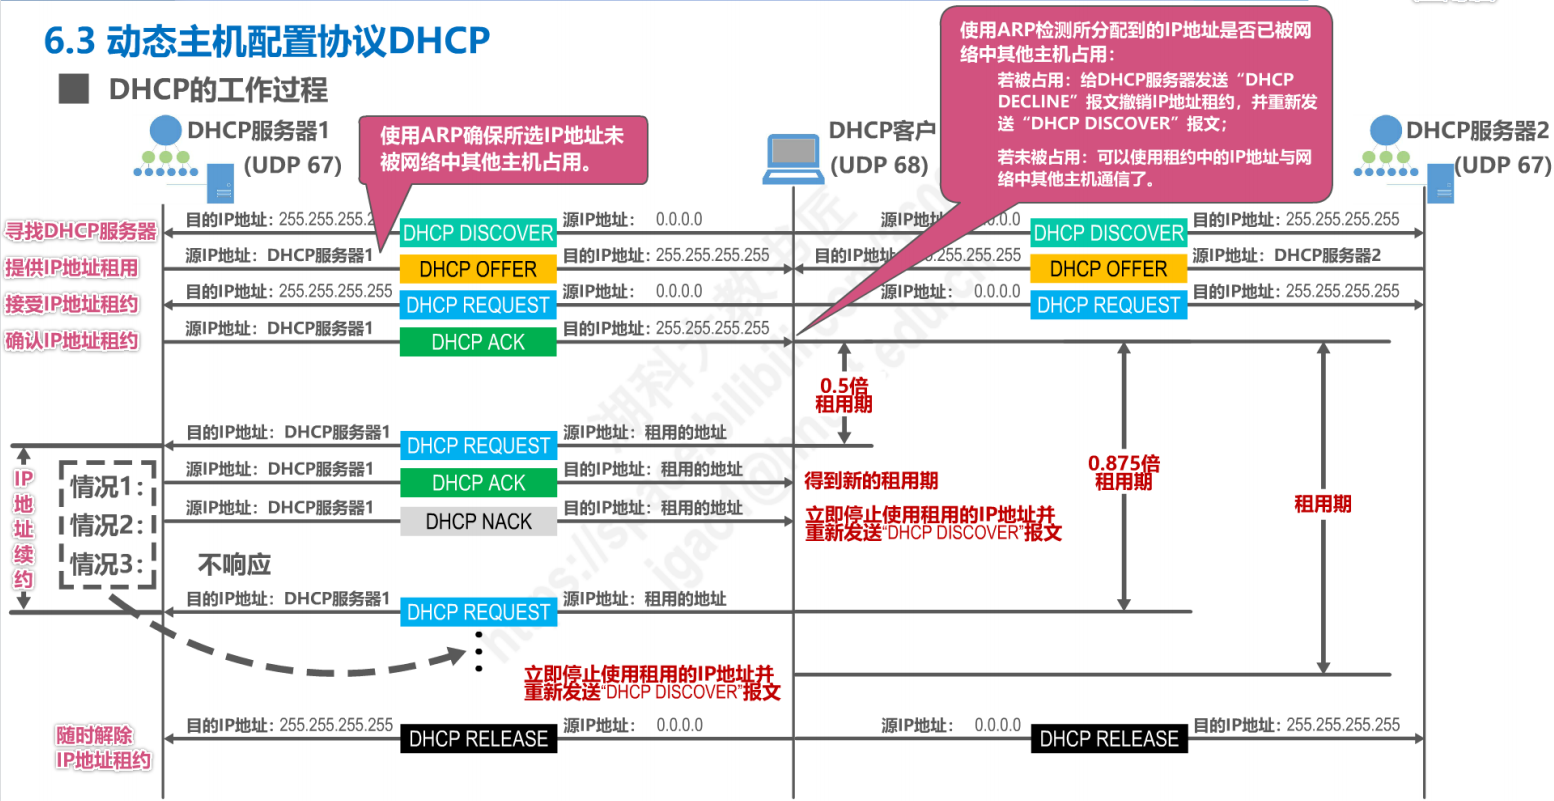 6.3 动态主机配置协议DHCP
DHCP的工作过程
使用ARP检测所分配到的IP地址是否已被网
络中其他主机占用：
若被占用：给DHCP服务器发送“DHCP
DECLINE”报文撤销IP地址租约，并重新发
送“DHCP DISCOVER”报文；
若未被占用：可以使用租约中的IP地址与网
络中其他主机通信了。
DHCP服务器1
(UDP 67)
使用ARP确保所选IP地址未
被网络中其他主机占用。
DHCP客户
(UDP 68)
DHCP服务器2
(UDP 67)
寻找DHCP服务器
目的IP地址：255.255.255.2
DHCP DISCOVER
源IP地址： 0.0.0.0
源IP地址： 0.0.0
DHCP DISCOVER
目的IP地址：255.255.255.255
提供IP地址租用
源IP地址：DHCP服务器1
DHCP OFFER
目的IP地址：255.255.255.255
目的IP地址：255.255.255.255
DHCP OFFER
源IP地址：DHCP服务器2
接受IP地址租约
目的IP地址：255.255.255.255
DHCP REQUEST
源IP地址： 0.0.0.0
源IP地址： 0.0.0.0
DHCP REQUEST
目的IP地址：255.255.255.255
确认IP地址租约
源IP地址：DHCP服务器1
DHCP ACK
目的IP地址：255.255.255.255
0.5倍
租用期
0.875倍
租用期
租用期
IP地址续约
目的IP地址：DHCP服务器1
DHCP REQUEST
源IP地址：租用的地址
情况1：
源IP地址：DHCP服务器1
DHCP ACK
目的IP地址：租用的地址
得到新的租用期
情况2：
源IP地址：DHCP服务器1
DHCP NACK
目的IP地址：租用的地址
立即停止使用租用的IP地址并
重新发送“DHCP DISCOVER”报文
情况3：
不响应
目的IP地址：DHCP服务器1
DHCP REQUEST
源IP地址：租用的地址
立即停止使用租用的IP地址并
重新发送“DHCP DISCOVER”报文
随时解除
IP地址租约
目的IP地址：255.255.255.255
DHCP RELEASE
源IP地址： 0.0.0.0
源IP地址： 0.0.0.0
DHCP RELEASE
目的IP地址：255.255.255.255